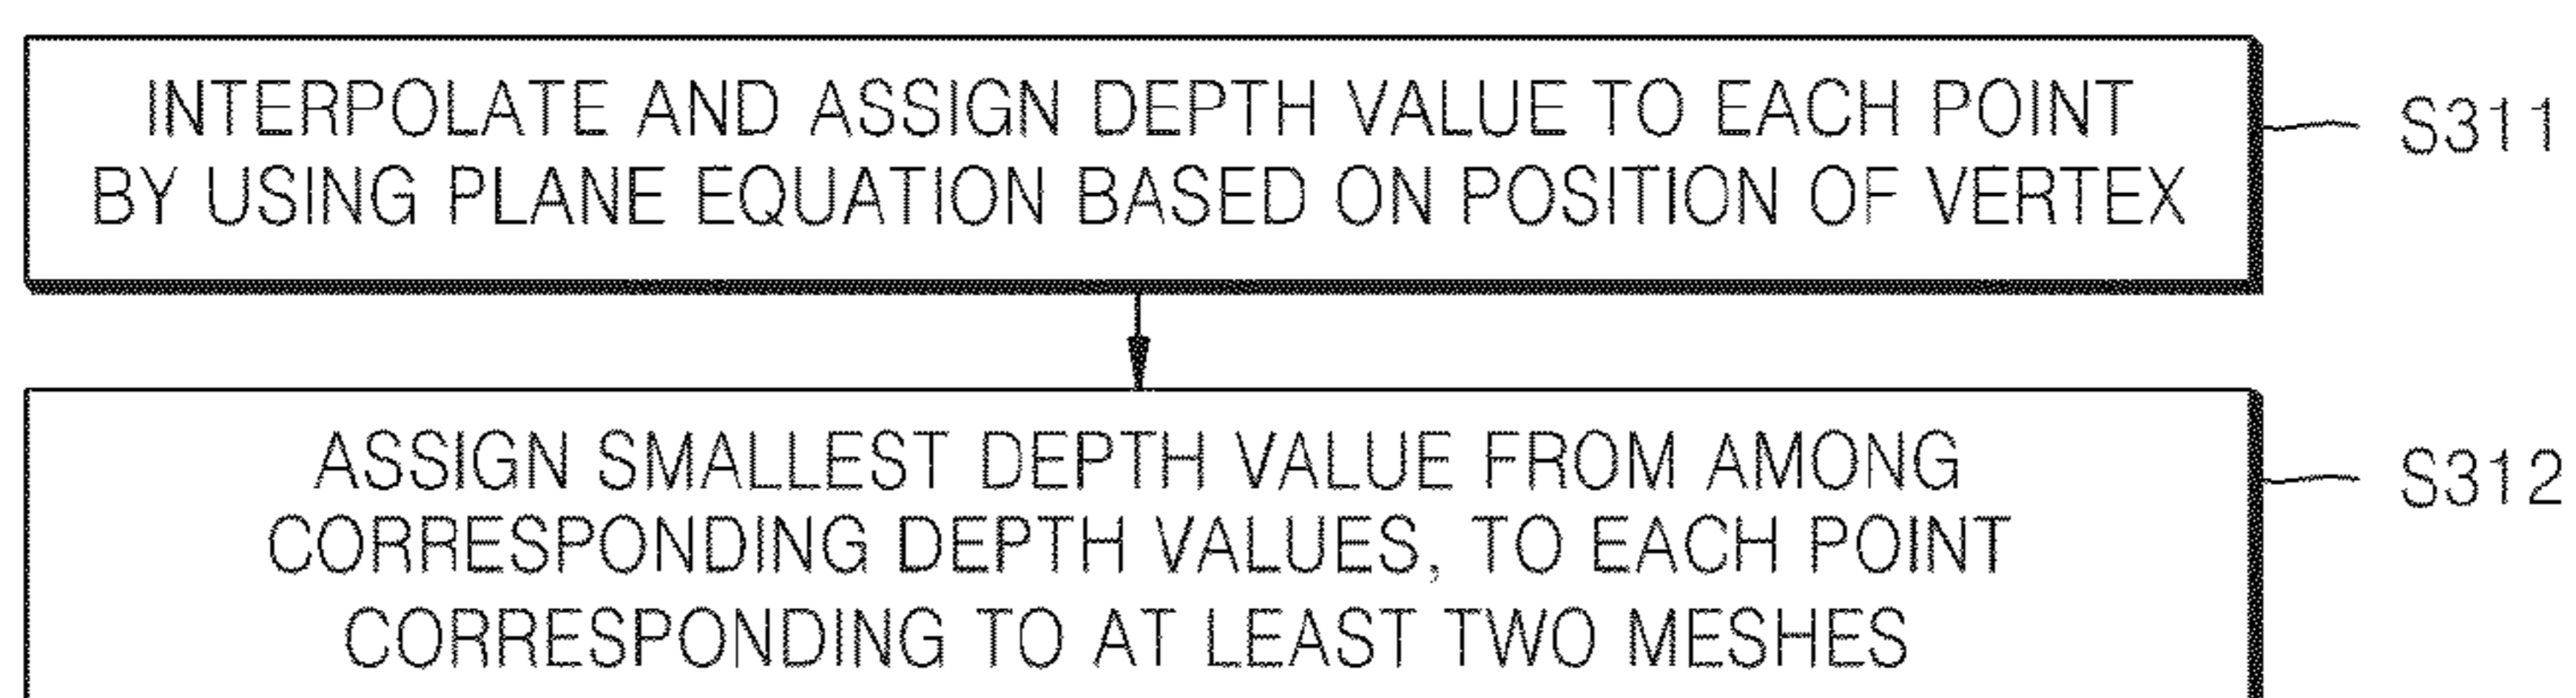 INTERPOLATE AND ASSIGN DEPTH VALUE TO EACH POINT
BY USING PLANE EQUATION BASED ON POSITION OF VERTEX
S311
ASSIGN SMALLEST DEPTH VALUE FROM AMONG
CORRESPONDING DEPTH VALUES, TO EACH POINT
CORRESPONDING TO AT LEAST TWO MESHES
S312